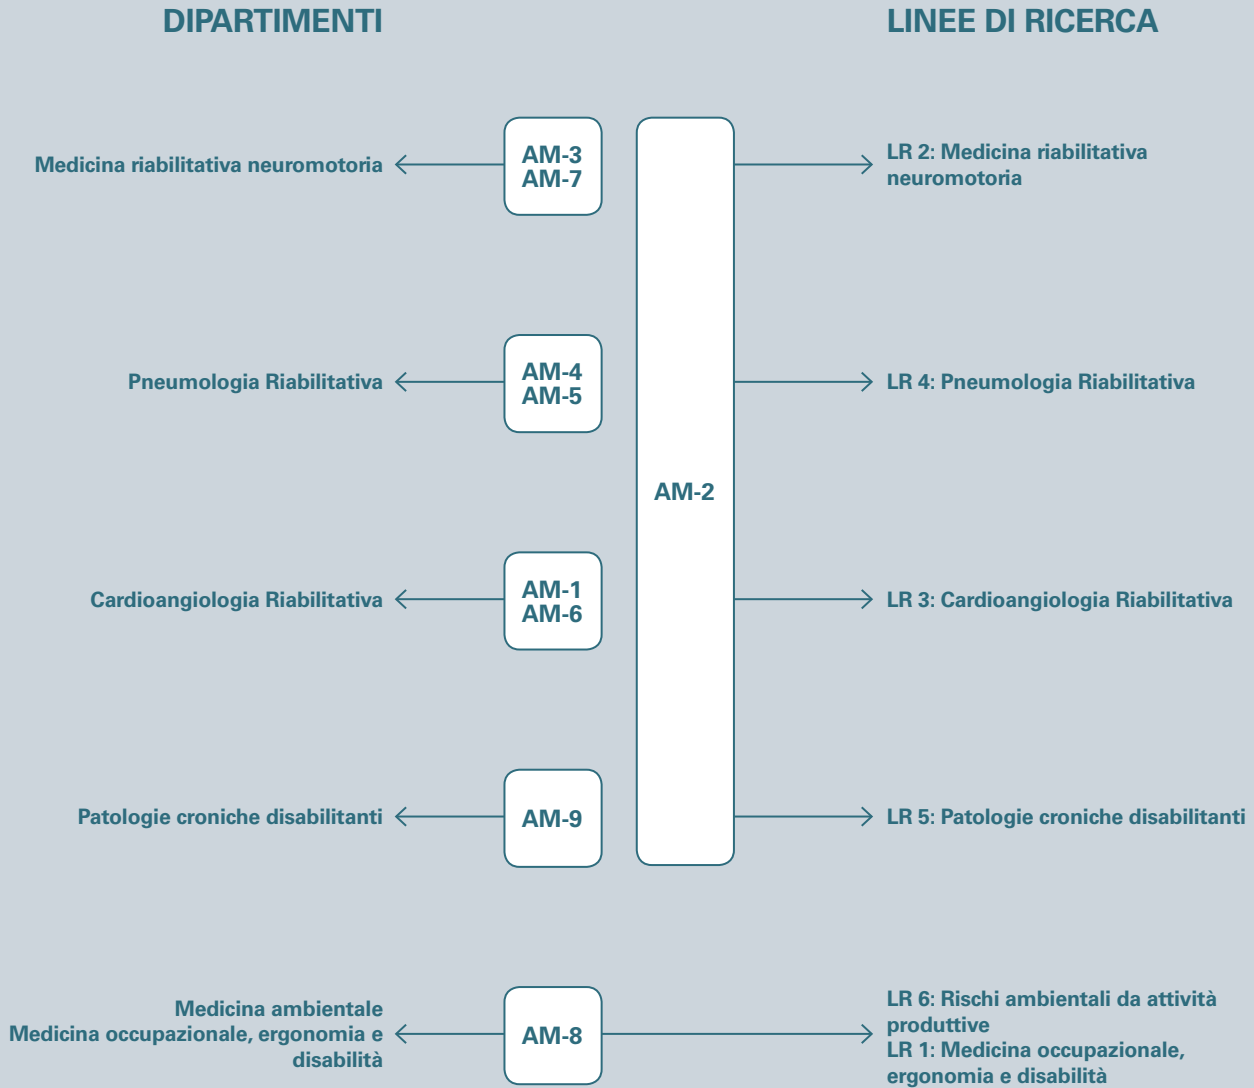 DIPARTIMENTI
LINEE DI RICERCA
Medicina riabilitativa neuromotoria
AM-3
AM-7
LR 2: Medicina riabilitativa
neuromotoria
Pneumologia Riabilitativa
AM-4
AM-5
LR 4: Pneumologia Riabilitativa
AM-2
Cardioangiologia Riabilitativa
AM-1
AM-6
LR 3: Cardioangiologia Riabilitativa
Patologie croniche disabilitanti
AM-9
LR 5: Patologie croniche disabilitanti
Medicina ambientale
Medicina occupazionale, ergonomia e
disabilità
AM-8
LR 6: Rischi ambientali da attività
produttive
LR 1: Medicina occupazionale,
ergonomia e disabilità